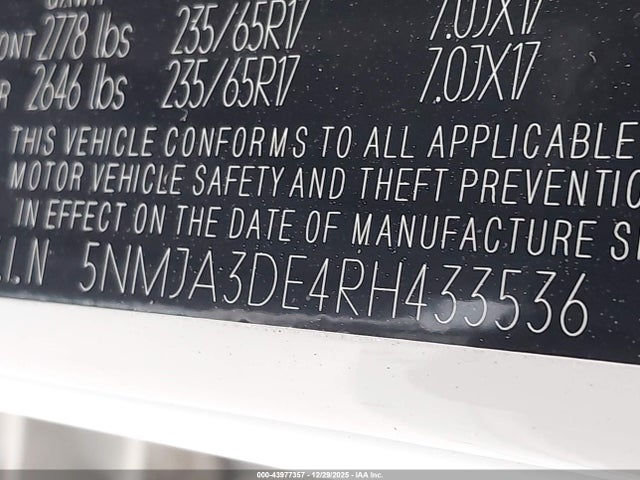 GAWR
ONT 2778 lbs 235/65R17 7.0JX17
R 2646 lbs 235/65R17 7.0JX17
THIS VEHICLE CONFORMS TO ALL APPLICABLE
MOTOR VEHICLE SAFETY AND THEFT PREVENTIO
IN EFFECT ON THE DATE OF MANUFACTURE S
.I.N 5NMJA3DE4RH433536
000-43977357 - 12/29/2025 - IAA Inc.